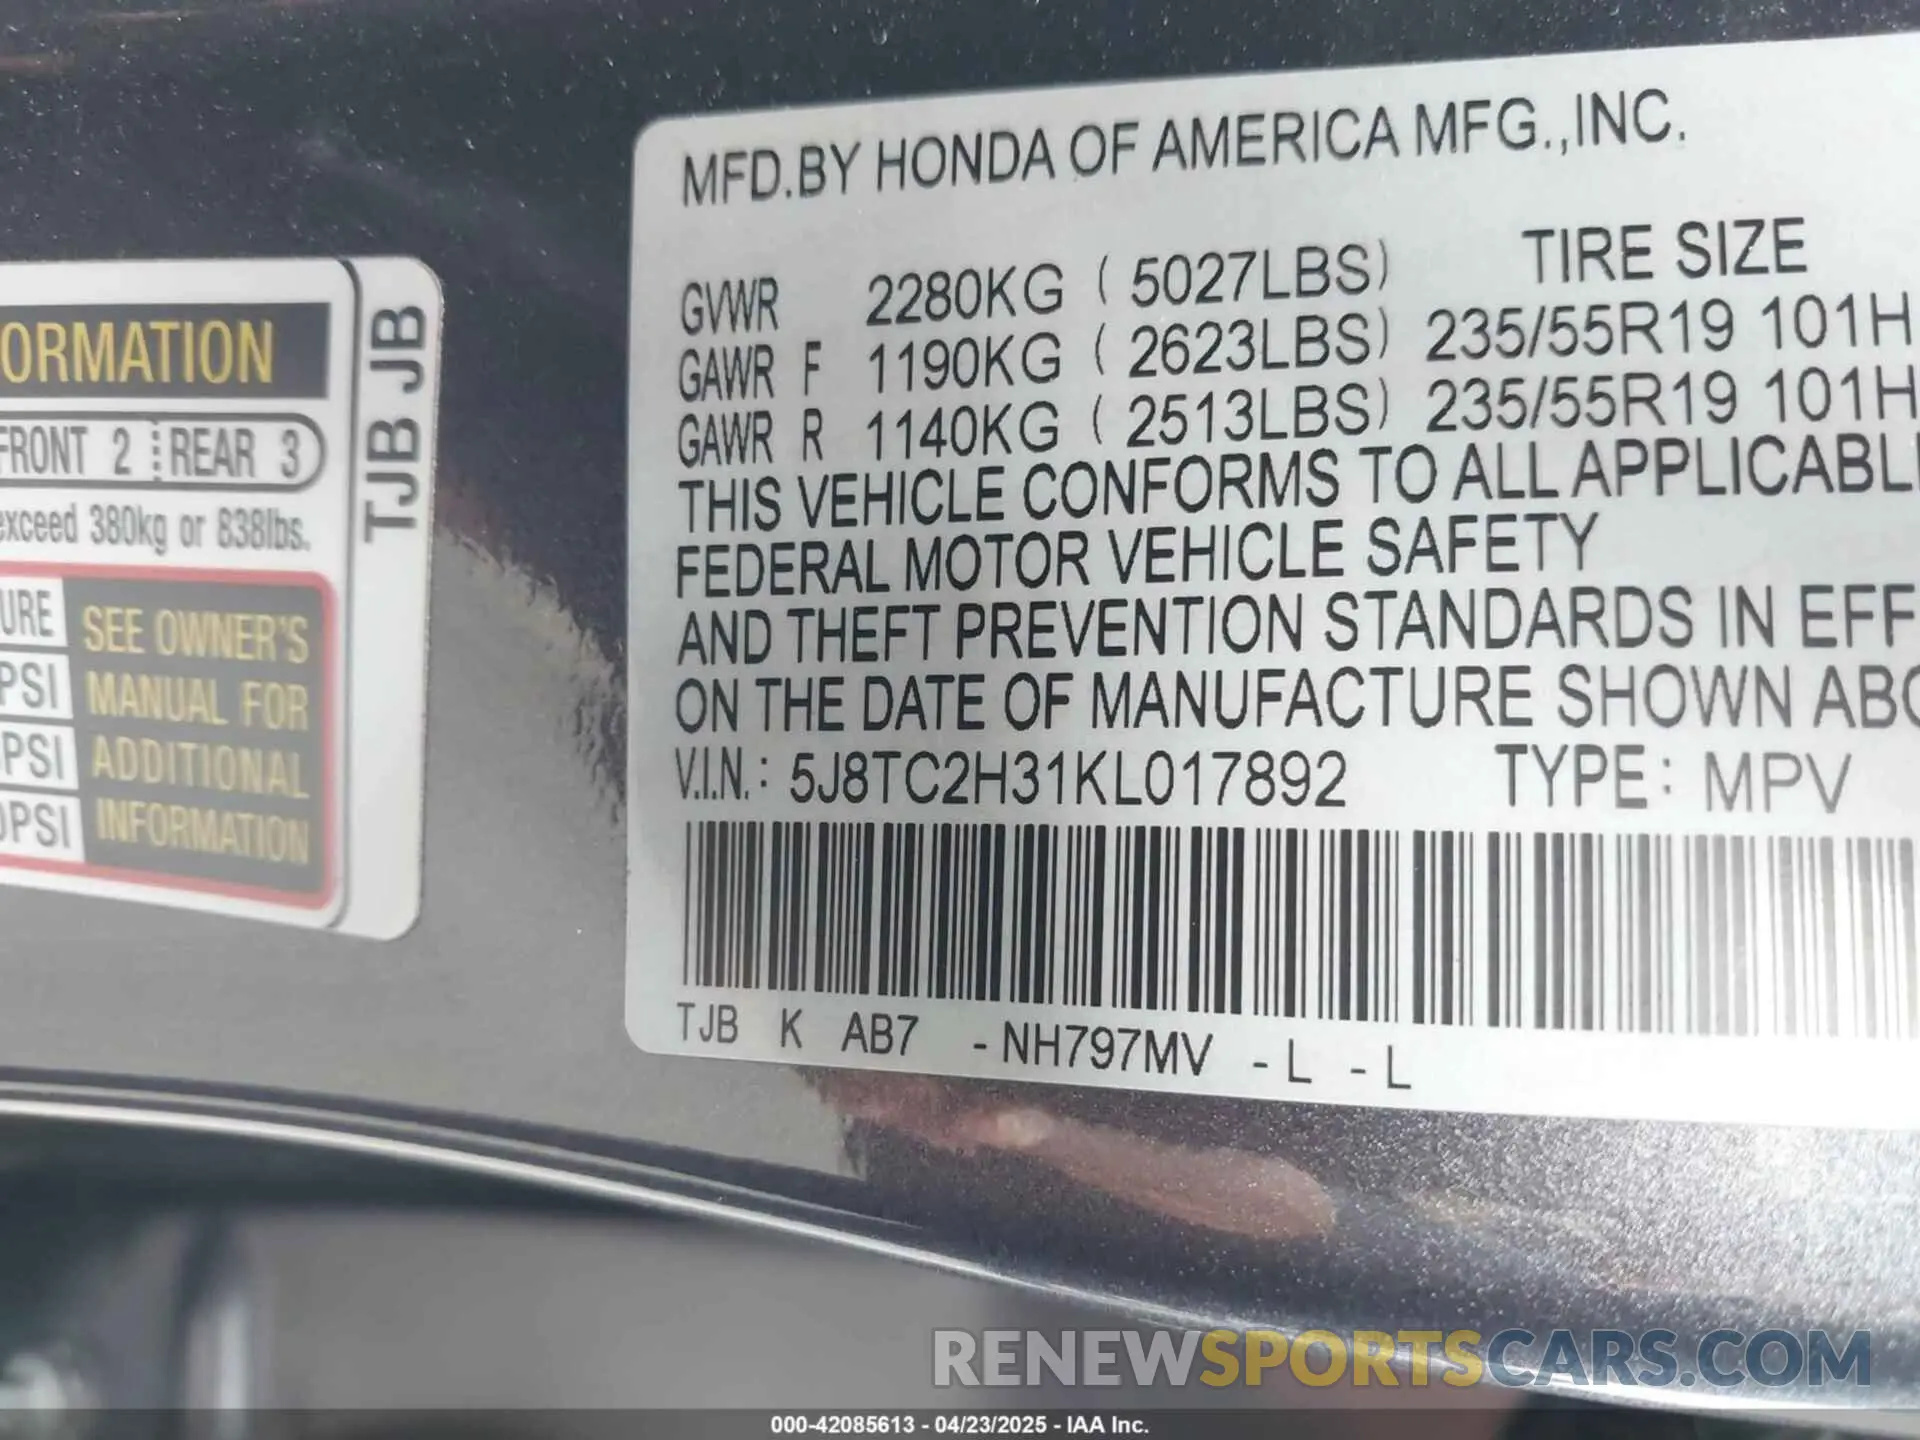 ORMATION
FRONT 2 REAR 3
exceed 380kg or 838lbs.
URE
PSI
PSI
PSI
SEE OWNER'S
MANUAL FOR
ADDITIONAL
INFORMATION
TJB JB
MFD.BY HONDA OF AMERICA MFG.,INC.
GVWR 2280KG ( 5027LBS) TIRE SIZE
GAWR F 1190KG ( 2623LBS) 235/55R19 101H
GAWR R 1140KG ( 2513LBS) 235/55R19 101H
THIS VEHICLE CONFORMS TO ALL APPLICABL
FEDERAL MOTOR VEHICLE SAFETY
AND THEFT PREVENTION STANDARDS IN EFF
ON THE DATE OF MANUFACTURE SHOWN ABO
V.I.N.: 5J8TC2H31KL017892 TYPE: MPV
TJB K AB7 - NH797MV - L - L
RENEWSPORTSCARS.COM
000-42085613 - 04/23/2025 - IAA Inc.